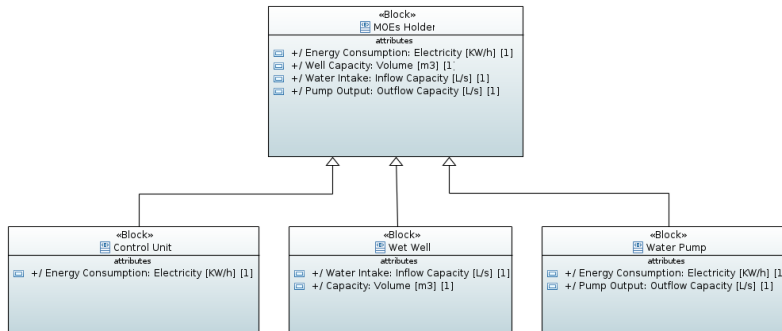 «Block»
MOEs Holder
attributes
+/ Energy Consumption: Electricity [KW/h] [1]
+/ Well Capacity: Volume [m3] [1]
+/ Water Intake: Inflow Capacity [L/s] [1]
+/ Pump Output: Outflow Capacity [L/s] [1]
«Block»
Control Unit
attributes
+/ Energy Consumption: Electricity [KW/h] [1]
«Block»
Wet Well
attributes
+/ Water Intake: Inflow Capacity [L/s] [1]
+/ Capacity: Volume [m3] [1]
«Block»
Water Pump
attributes
+/ Energy Consumption: Electricity [KW/h] [1
+/ Pump Output: Outflow Capacity [L/s] [1]